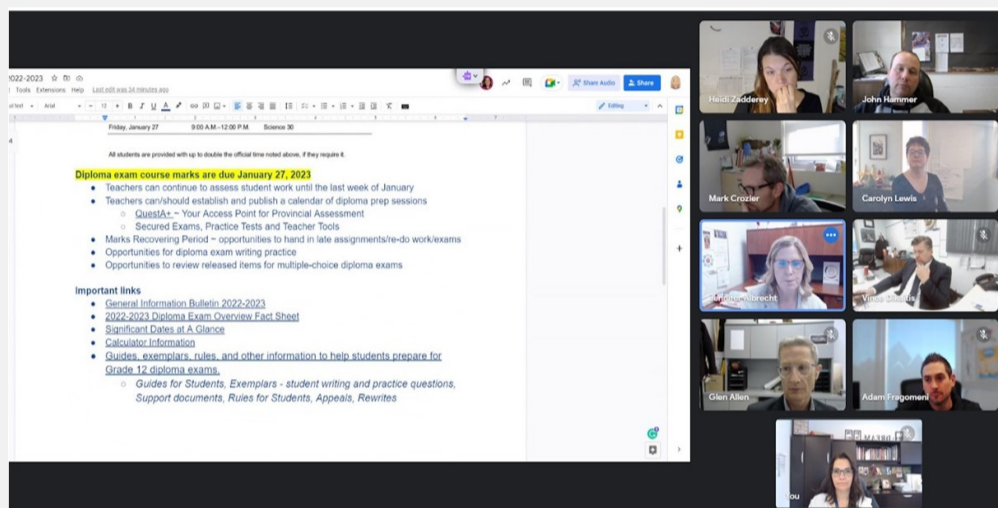 2022-2023
Last edit was 34 minutes ago
Tools Extensions Help
Share Audio
Share
Arial
12
Editing
Friday, January 27 9:00 A.M.–12:00 P.M. Science 30
All students are provided with up to double the official time noted above, if they require it.
Diploma exam course marks are due January 27, 2023
● Teachers can continue to assess student work until the last week of January
● Teachers can/should establish and publish a calendar of diploma prep sessions
○ QuestA+ ~ Your Access Point for Provincial Assessment
○ Secured Exams, Practice Tests and Teacher Tools
● Marks Recovering Period ~ opportunities to hand in late assignments/re-do work/exams
● Opportunities for diploma exam writing practice
● Opportunities to review released items for multiple-choice diploma exams
Important links
● General Information Bulletin 2022-2023
● 2022-2023 Diploma Exam Overview Fact Sheet
● Significant Dates at A Glance
● Calculator Information
● Guides, exemplars, rules, and other information to help students prepare for
Grade 12 diploma exams.
○ Guides for Students, Exemplars - student writing and practice questions,
Support documents, Rules for Students, Appeals, Rewrites
Heidi Zadderey
John Hammer
Mark Crozier
Carolyn Lewis
Albrecht
Glen Allen
Adam Fragomeni
You